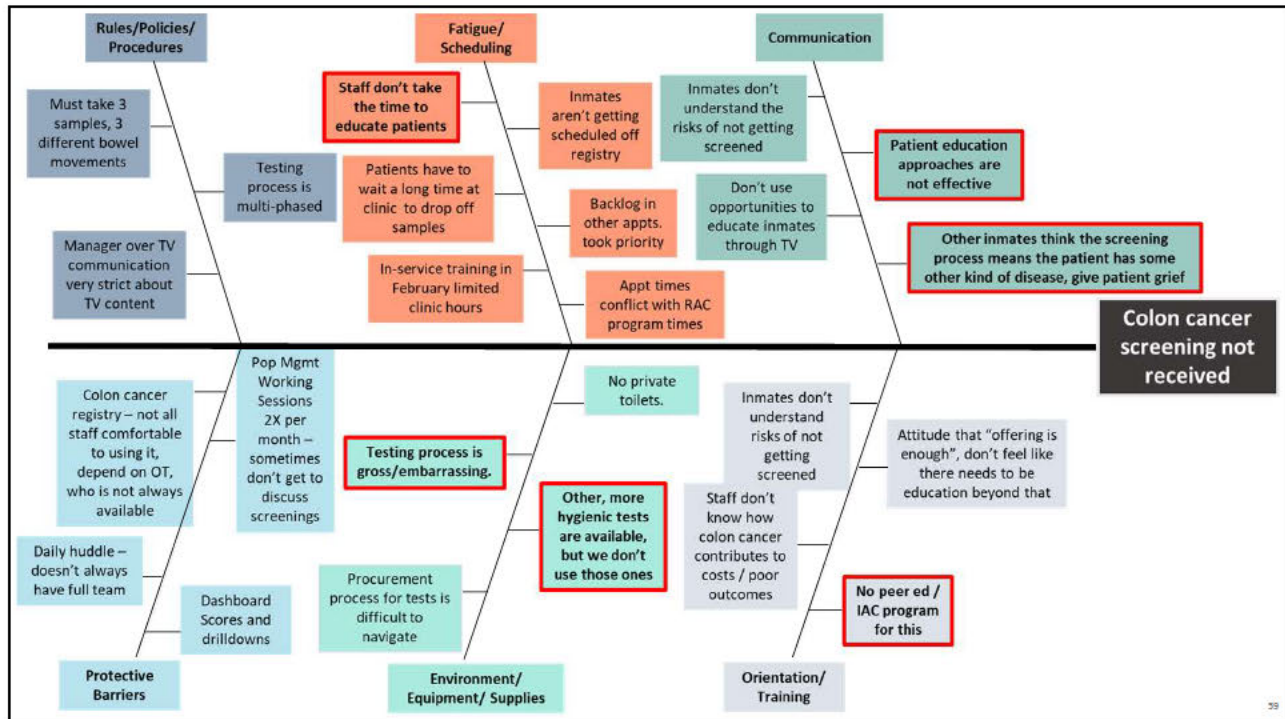 Rules/Policies/
Procedures
Fatigue/
Scheduling
Communication
Must take 3
samples, 3
different bowel
movements
Testing
process is
multi-phased
Manager over TV
communication
very strict about
TV content
Staff don't take
the time to
educate patients
Patients have to
wait a long time at
clinic to drop off
samples
In-service training in
February limited
clinic hours
Inmates
aren't getting
scheduled off
registry
Backlog in
other appts.
took priority
Appt times
conflict with RAC
program times
Inmates don't
understand the
risks of not getting
screened
Don't use
opportunities to
educate inmates
through TV
Patient education
approaches are
not effective
Other inmates think the screening
process means the patient has some
other kind of disease, give patient grief
Colon cancer
screening not
received
Colon cancer
registry – not all
staff comfortable
to using it,
depend on OT,
who is not always
available
Pop Mgmt
Working
Sessions
2X per
month –
sometimes
don't get to
discuss
screenings
Daily huddle –
doesn't always
have full team
Dashboard
Scores and
drilldowns
Protective
Barriers
No private
toilets.
Testing process is
gross/embarrassing.
Other, more
hygienic tests
are available,
but we don't
use those ones
Procurement
process for tests is
difficult to
navigate
Environment/
Equipment/ Supplies
Inmates don't
understand
risks of not
getting
screened
Attitude that "offering is
enough", don't feel like
there needs to be
education beyond that
Staff don't
know how
colon cancer
contributes to
costs / poor
outcomes
No peer ed /
IAC program
for this
Orientation/
Training
59